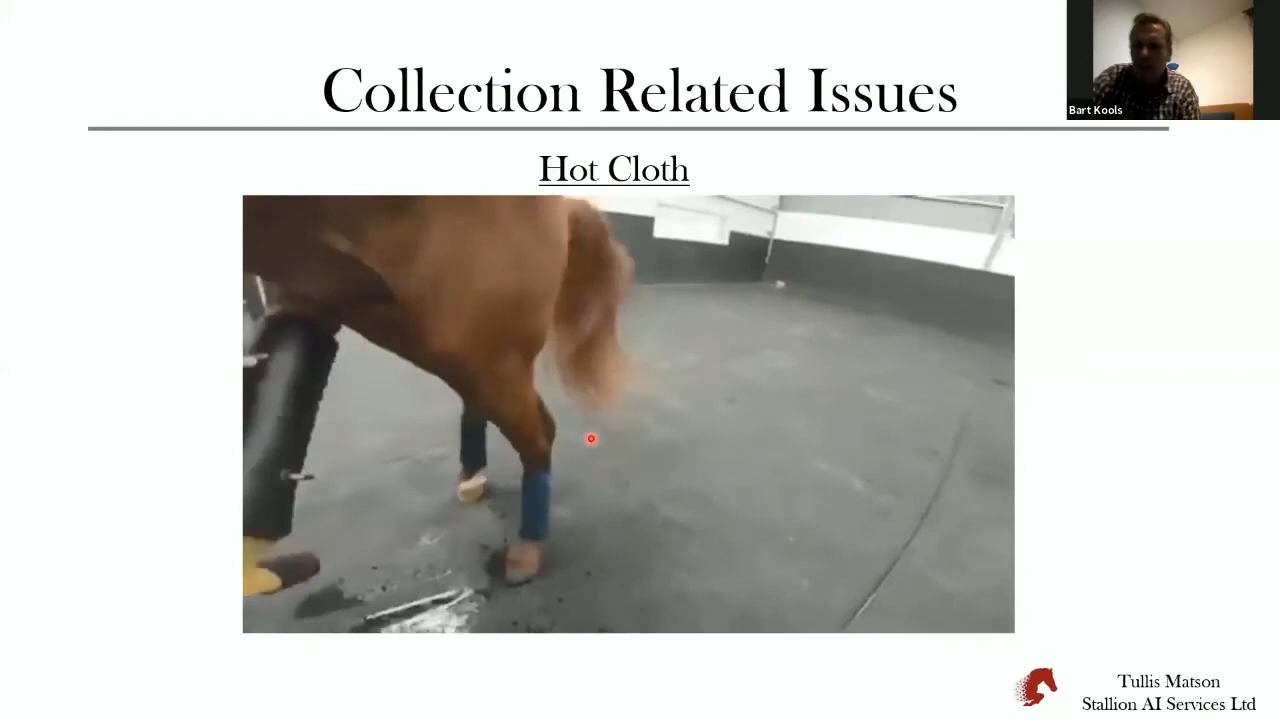 Collection Related Issues
Bart Kools
Hot Cloth
Tullis Matson
Stallion AI Services Ltd